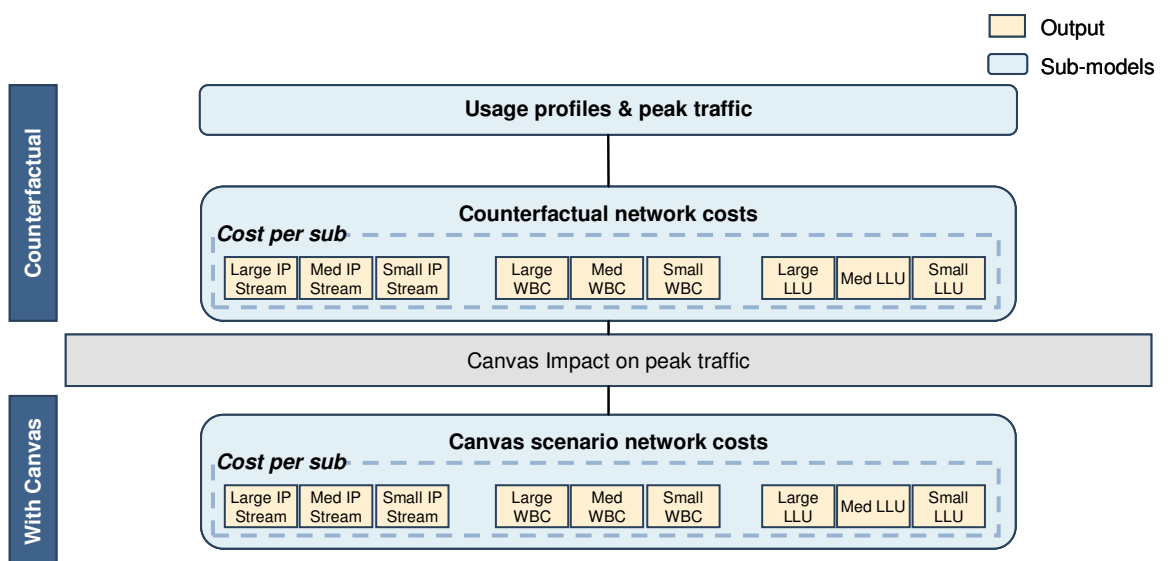 Output
Sub-models
Counterfactual
Usage profiles & peak traffic
Counterfactual network costs
Cost per sub
Large IP
Stream
Med IP
Stream
Small IP
Stream
Large
WBC
Med
WBC
Small
WBC
Large
LLU
Med LLU
Small
LLU
Canvas Impact on peak traffic
With Canvas
Canvas scenario network costs
Cost per sub
Large IP
Stream
Med IP
Stream
Small IP
Stream
Large
WBC
Med
WBC
Small
WBC
Large
LLU
Med LLU
Small
LLU